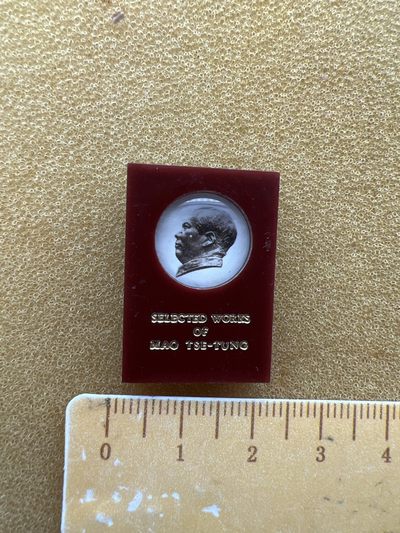 SELECTED WORKS
OF
MAO TSE-TUNG
0 1 2 3 4